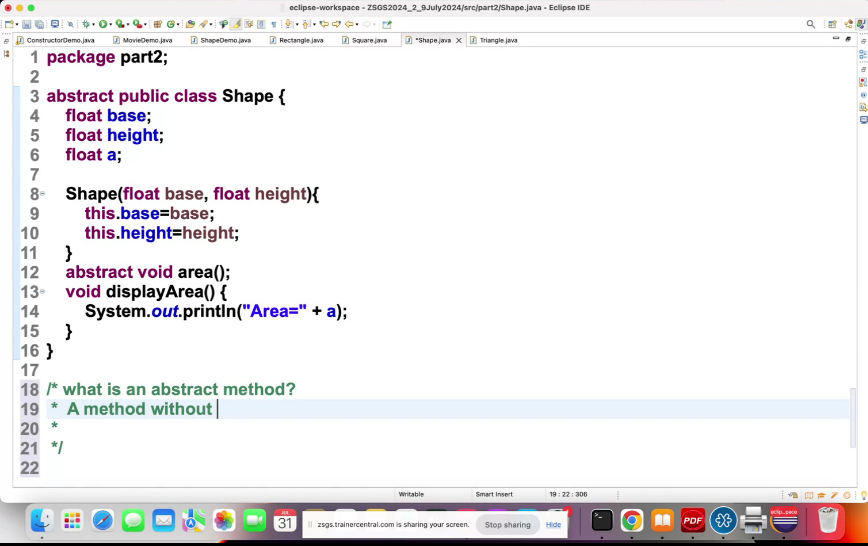 eclipse-workspace - ZSGS2024_2_9July2024/src/part2/Shape.java - Eclipse IDE
ConstructorDemo.java MovieDemo.java ShapeDemo.java Rectangle.java Square.java *Shape.java Triangle.java
1 package part2;
2
3 abstract public class Shape {
4 float base;
5 float height;
6 float a;
7
8 Shape(float base, float height){
9 this.base=base;
10 this.height=height;
11 }
12 abstract void area();
13 void displayArea() {
14 System.out.println("Area=" + a);
15 }
16 }
17
18 /* what is an abstract method?
19 * A method without
20 *
21 */
22
Writable Smart Insert 19 : 22 : 306
JUL
31
zsgs.trainercentral.com is sharing your screen. Stop sharing Hide
PDF